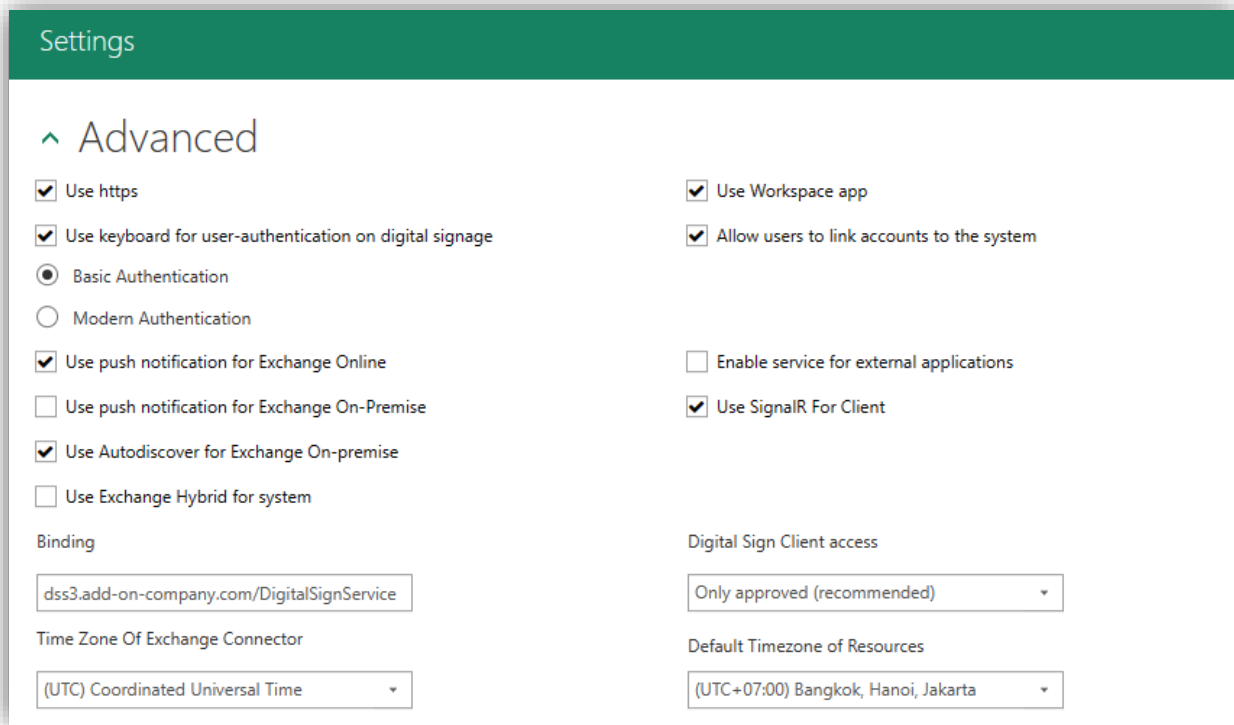 Settings
Advanced
Use https
Use Workspace app
Use keyboard for user-authentication on digital signage
Allow users to link accounts to the system
Basic Authentication
Modern Authentication
Use push notification for Exchange Online
Enable service for external applications
Use push notification for Exchange On-Premise
Use SignalR For Client
Use Autodiscover for Exchange On-premise
Use Exchange Hybrid for system
Binding
Digital Sign Client access
dss3.add-on-company.com/DigitalSignService
Only approved (recommended)
Time Zone Of Exchange Connector
Default Timezone of Resources
(UTC) Coordinated Universal Time
(UTC+07:00) Bangkok, Hanoi, Jakarta